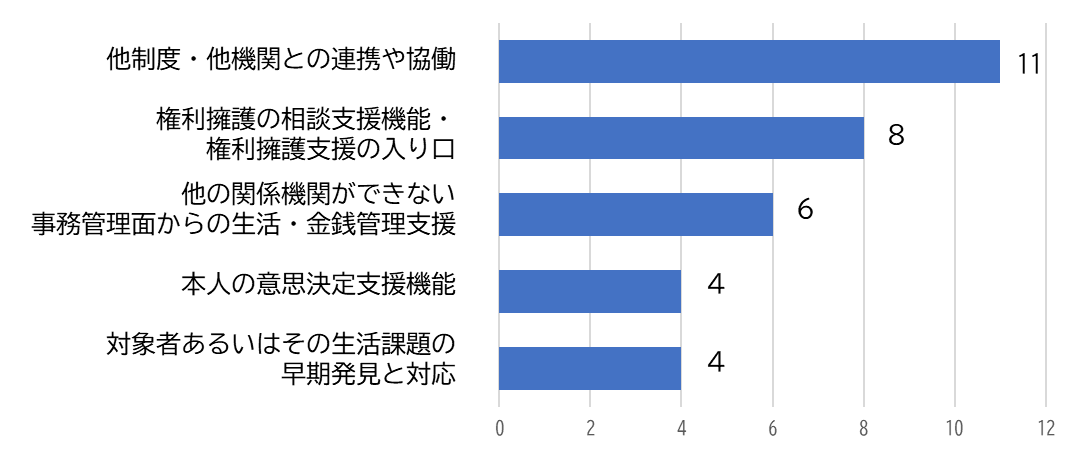 他制度・他機関との連携や協働
11
権利擁護の相談支援機能・
権利擁護支援の入り口
8
他の関係機関ができない
事務管理面からの生活・金銭管理支援
6
本人の意思決定支援機能
4
対象者あるいはその生活課題の
早期発見と対応
4
0 2 4 6 8 10 12